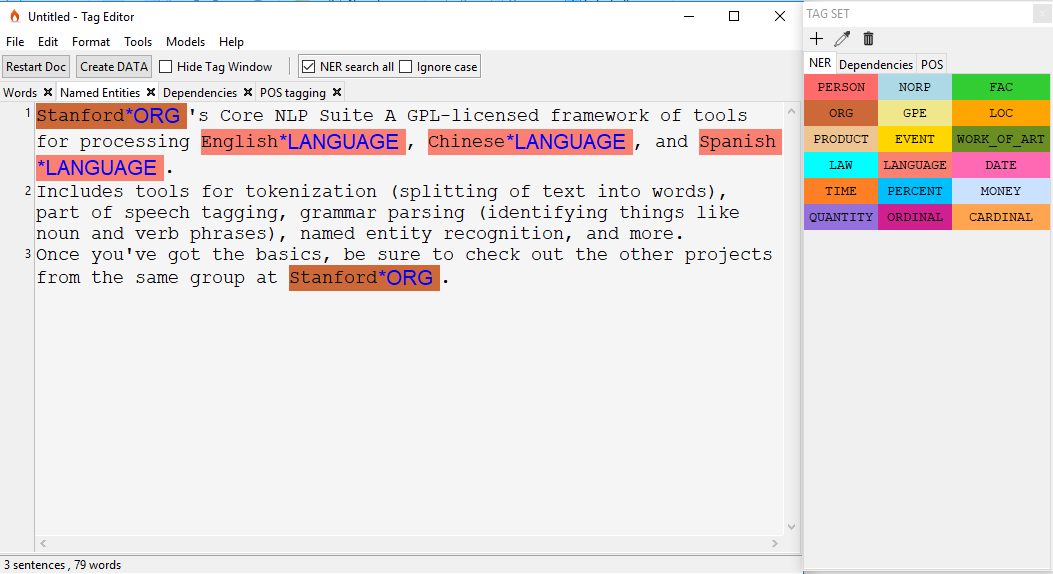 Untitled - Tag Editor
File Edit Format Tools Models Help
Restart Doc Create DATA Hide Tag Window NER search all Ignore case
Words Named Entities Dependencies POS tagging
1 Stanford*ORG 's Core NLP Suite A GPL-licensed framework of tools
for processing English*LANGUAGE , Chinese*LANGUAGE , and Spanish
*LANGUAGE .
2 Includes tools for tokenization (splitting of text into words),
part of speech tagging, grammar parsing (identifying things like
noun and verb phrases), named entity recognition, and more.
3 Once you've got the basics, be sure to check out the other projects
from the same group at Stanford*ORG .
3 sentences , 79 words
TAG SET
NER Dependencies POS
PERSON NORP FAC
ORG GPE LOC
PRODUCT EVENT WORK_OF_ART
LAW LANGUAGE DATE
TIME PERCENT MONEY
QUANTITY ORDINAL CARDINAL